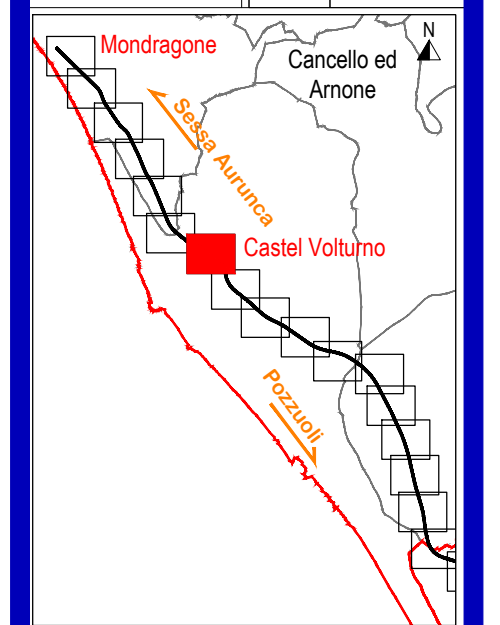 N
Mondragone
Cancello ed
Arnone
Sessa Aurunca
Castel Volturno
Pozzuoli